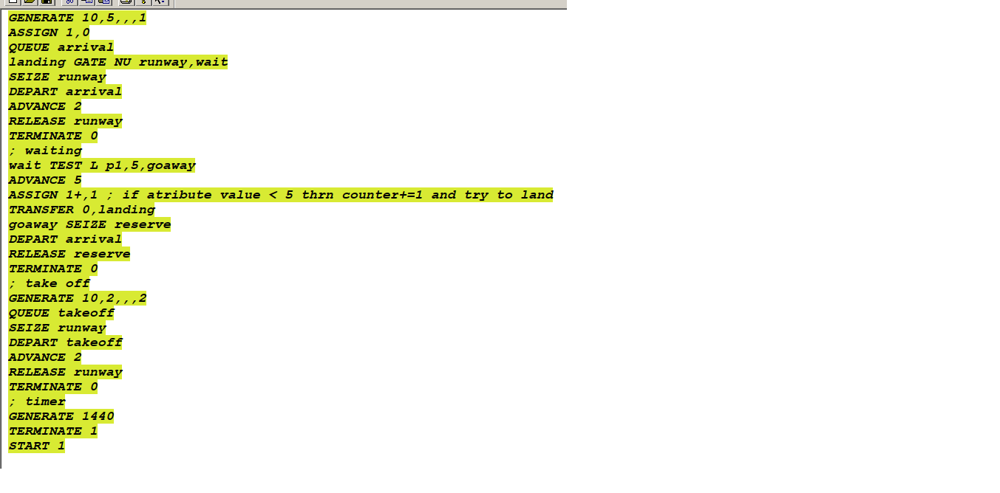 GENERATE 10,5,,,1
ASSIGN 1,0
QUEUE arrival
landing GATE NU runway,wait
SEIZE runway
DEPART arrival
ADVANCE 2
RELEASE runway
TERMINATE 0
; waiting
wait TEST L p1,5,goaway
ADVANCE 5
ASSIGN 1+,1 ; if atribute value < 5 thrn counter+=1 and try to land
TRANSFER 0,landing
goaway SEIZE reserve
DEPART arrival
RELEASE reserve
TERMINATE 0
; take off
GENERATE 10,2,,,2
QUEUE takeoff
SEIZE runway
DEPART takeoff
ADVANCE 2
RELEASE runway
TERMINATE 0
; timer
GENERATE 1440
TERMINATE 1
START 1